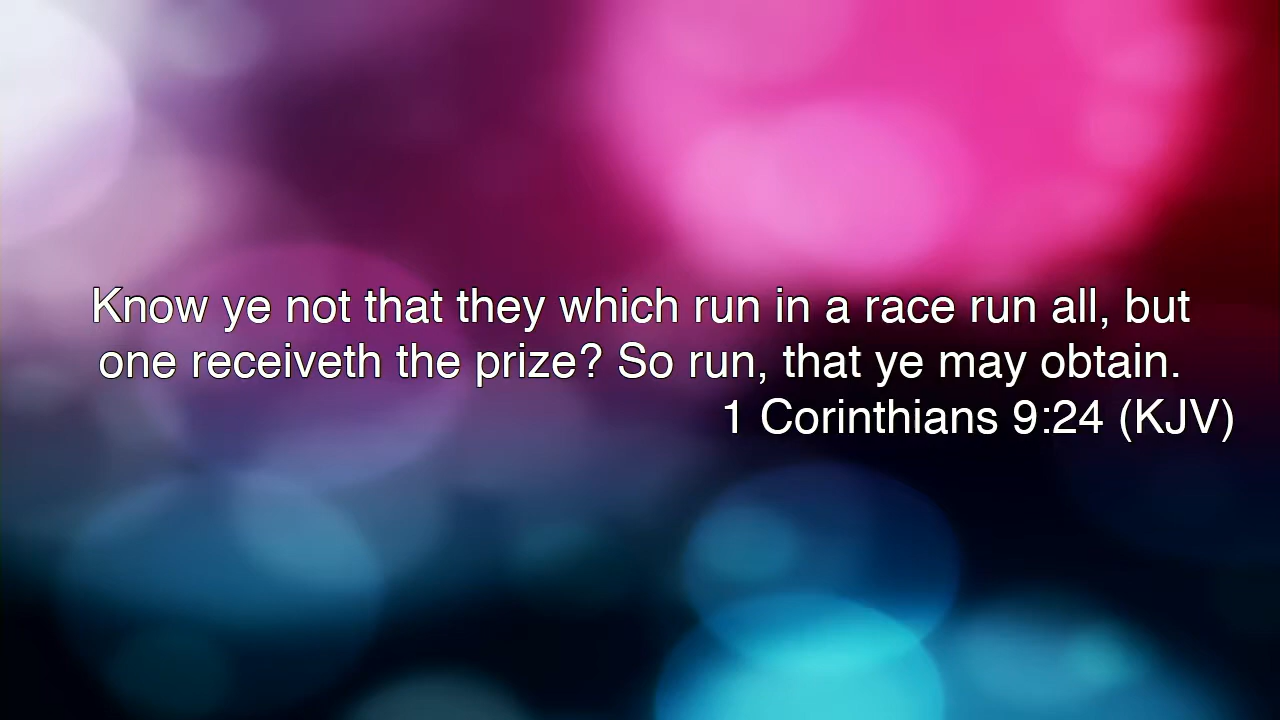 Know ye not that they which run in a race run all, but
one receiveth the prize? So run, that ye may obtain.
1 Corinthians 9:24 (KJV)